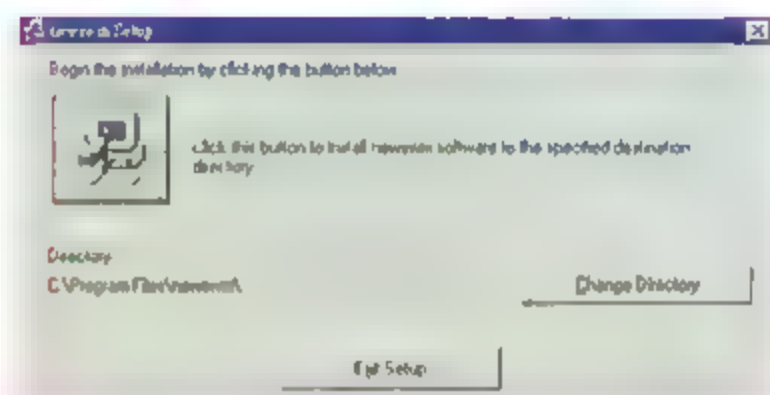 Setup
Begin the installation by clicking the button below
Click this button to install software to the specified destination
directory
Directory
C:\Program Files\
Change Directory
Exit Setup